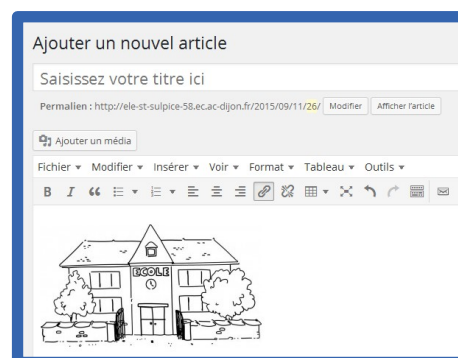 Ajouter un nouvel article
Saisissez votre titre ici
Permalien : http://ele-st-sulpice-58.ec.ac-dijon.fr/2015/09/11/26/ Modifier Afficher l'article
Ajouter un média
Fichier Modifier Insérer Voir Format Tableau Outils
B I
ECOLE